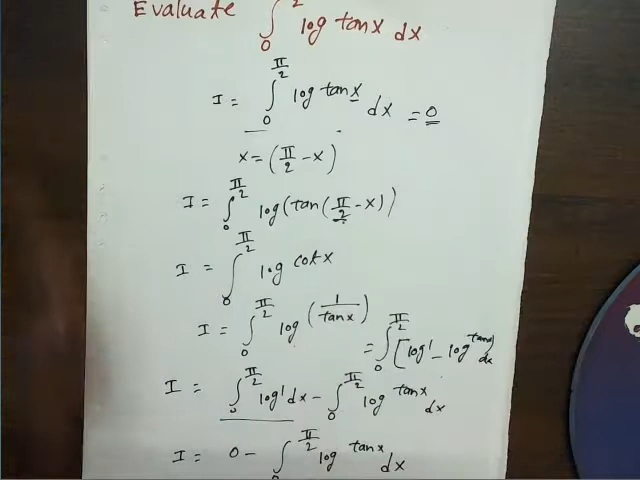 Evaluate ∫₀^2 log tanx dx
I = ∫₀^(π/2) log tanx dx = 0
x = (π/2 - x)
I = ∫₀^(π/2) log(tan(π/2 - x))
I = ∫₀^(π/2) log cotx
I = ∫₀^(π/2) log (1/tanx) = ∫₀^(π/2) [log1 - log tanx] dx
I = ∫₀^(π/2) log1 dx - ∫₀^(π/2) log tanx dx
I = 0 - ∫₀^(π/2) log tanx dx